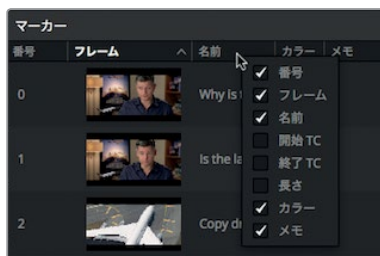 マーカー
番号 フレーム 名前 カラー メモ
0 Why is
1 Is the la
2 Copy
番号
フレーム
名前
開始 TC
終了 TC
長さ
カラー
メモ